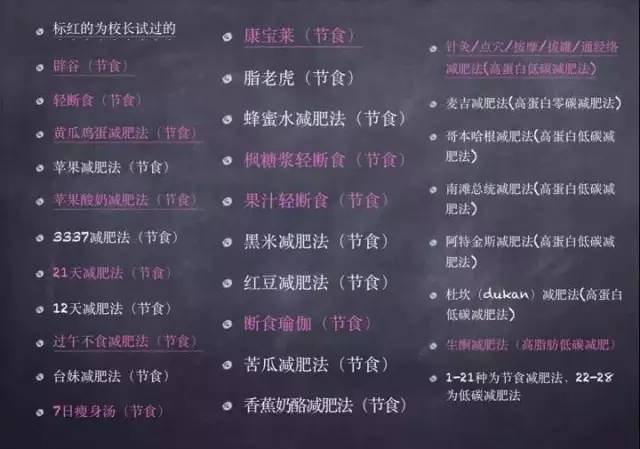 标红的为校长试过的
辟谷（节食）
轻断食（节食）
黄瓜鸡蛋减肥法（节食）
苹果减肥法（节食）
苹果酸奶减肥法（节食）
3337减肥法（节食）
21天减肥法（节食）
12天减肥法（节食）
过午不食减肥法（节食）
台妹减肥法（节食）
7日瘦身汤（节食）
康宝莱（节食）
脂老虎（节食）
蜂蜜水减肥法（节食）
枫糖浆轻断食（节食）
果汁轻断食（节食）
黑米减肥法（节食）
红豆减肥法（节食）
断食瑜伽（节食）
苦瓜减肥法（节食）
香蕉奶酪减肥法（节食）
针灸/点穴/按摩/拔罐/通经络
减肥法(高蛋白低碳减肥法)
麦吉减肥法(高蛋白零碳减肥法)
哥本哈根减肥法(高蛋白低碳减
肥法)
南滩总统减肥法(高蛋白低碳减
肥法)
阿特金斯减肥法(高蛋白低碳减
肥法)
杜坎（dukan）减肥法(高蛋白
低碳减肥法)
生酮减肥法（高脂肪低碳减肥）
1-21种为节食减肥法，22-28
为低碳减肥法